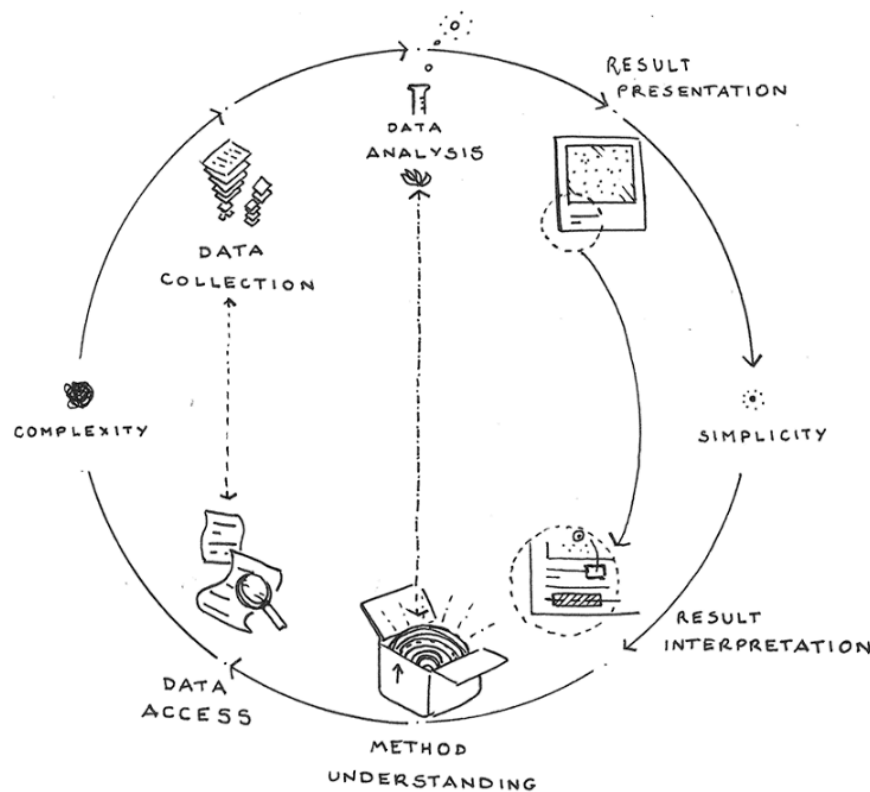 RESULT
PRESENTATION
DATA
ANALYSIS
DATA
COLLECTION
COMPLEXITY
SIMPLICITY
RESULT
INTERPRETATION
DATA
ACCESS
METHOD
UNDERSTANDING